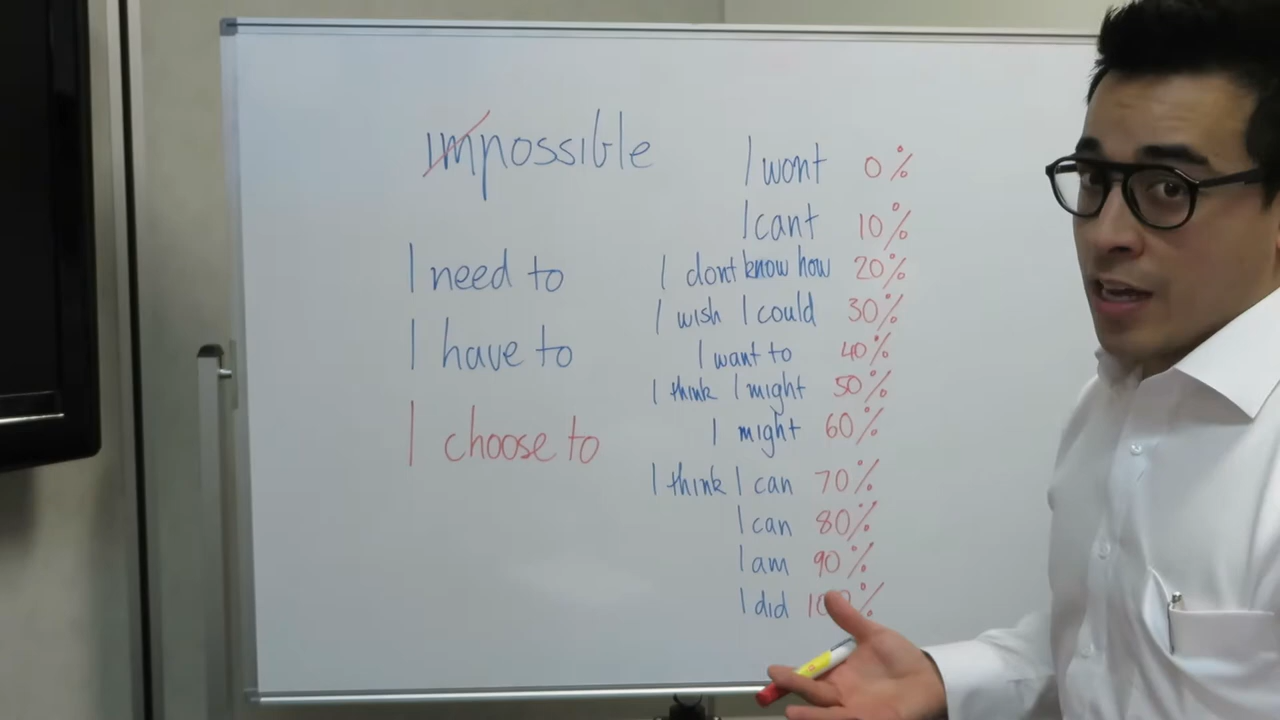 impossible
I need to
I have to
I choose to
I wont 0%
I cant 10%
I dont know how 20%
I wish I could 30%
I want to 40%
I think I might 50%
I might 60%
I think I can 70%
I can 80%
I am 90%
I did 100%